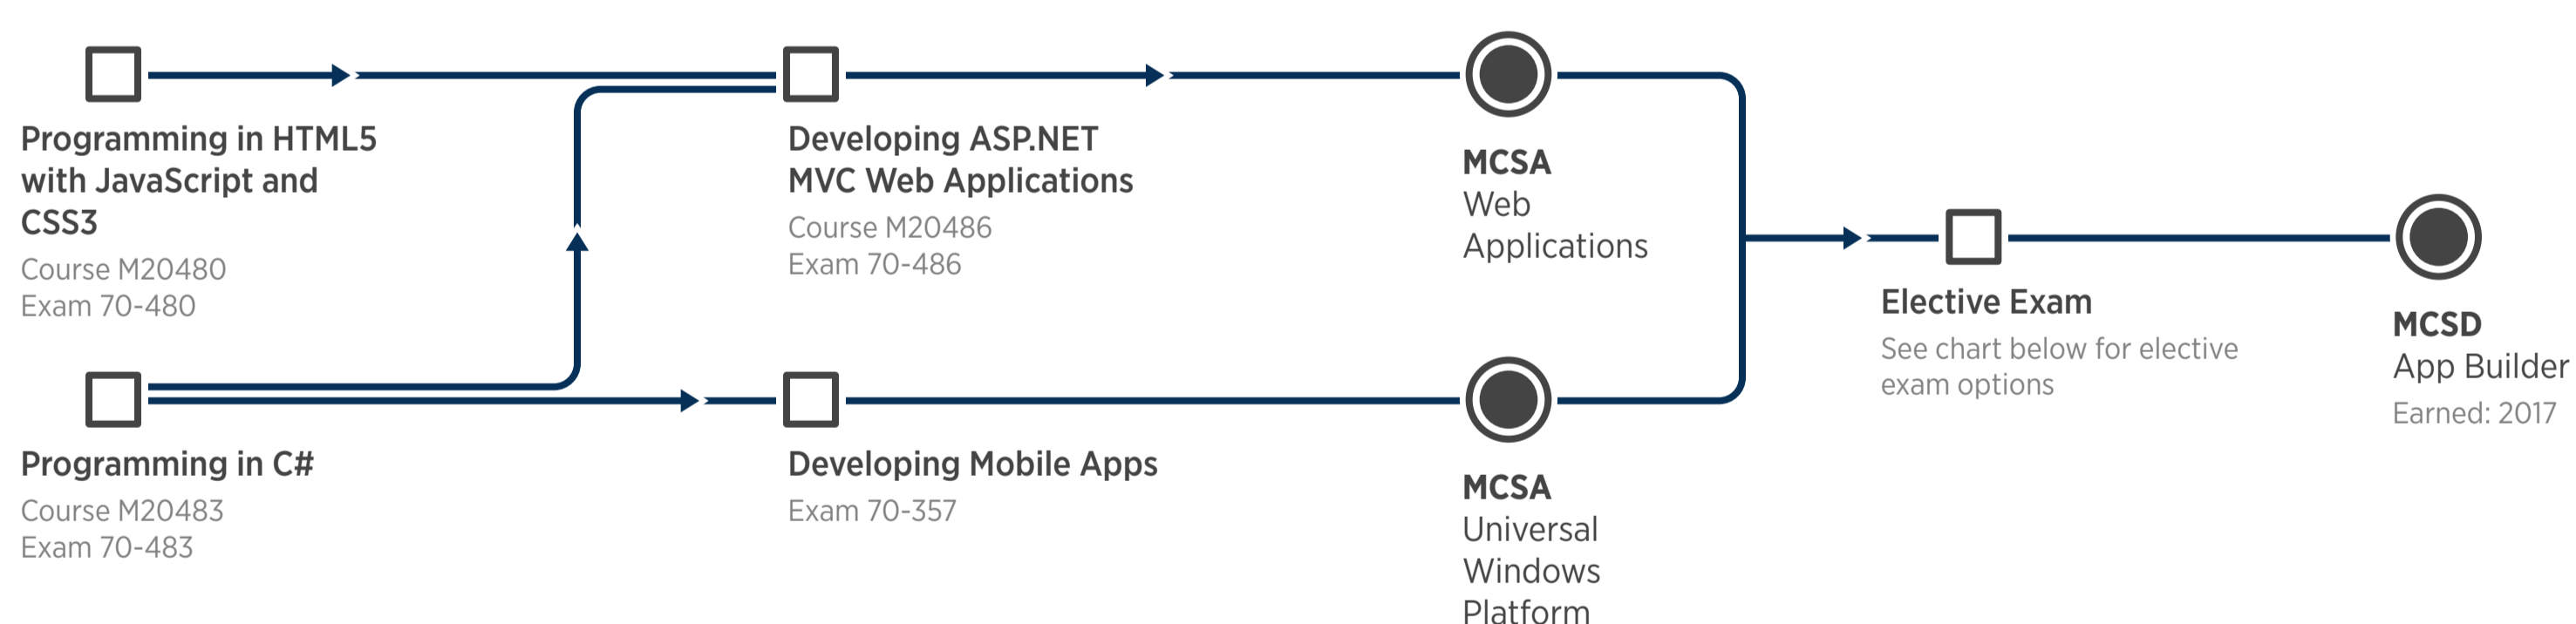 Programming in HTML5
with JavaScript and
CSS3
Course M20480
Exam 70-480
Developing ASP.NET
MVC Web Applications
Course M20486
Exam 70-486
MCSA
Web
Applications
Elective Exam
See chart below for elective
exam options
MCSD
App Builder
Earned: 2017
Programming in C#
Course M20483
Exam 70-483
Developing Mobile Apps
Exam 70-357
MCSA
Universal
Windows
Platform